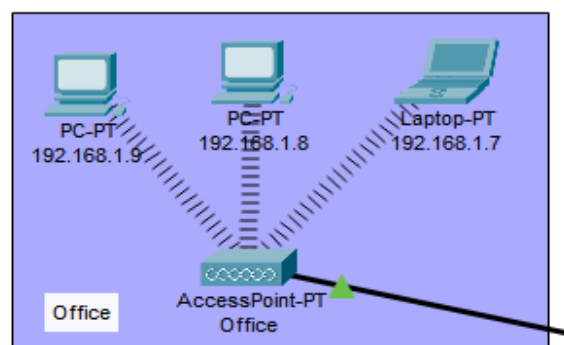 PC-PT
192.168.1.9
PC-PT
192.168.1.8
Laptop-PT
192.168.1.7
AccessPoint-PT
Office
Office